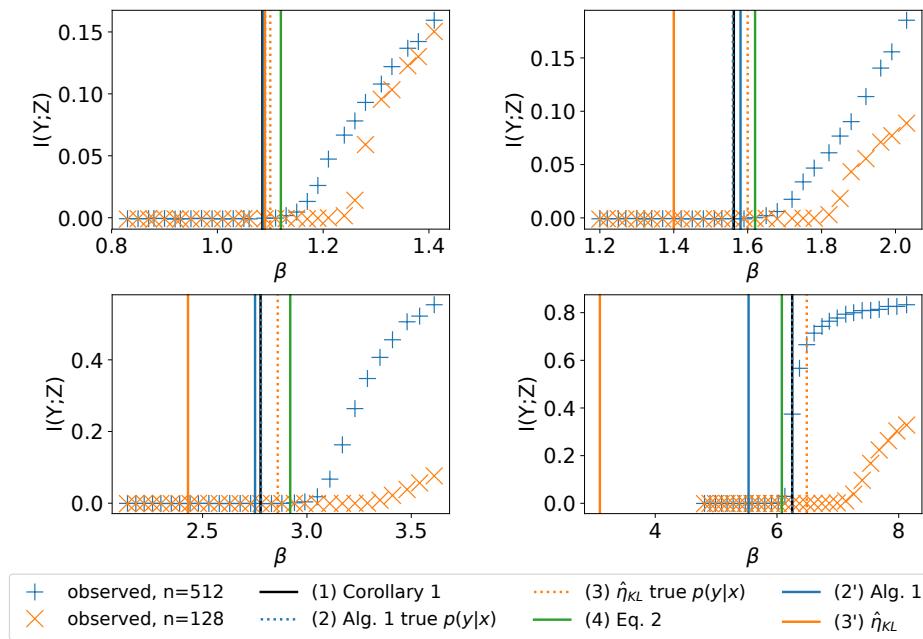 0.15
0.10
0.05
0.00
I(Y;Z)
0.8 1.0 1.2 1.4
β
0.15
0.10
0.05
0.00
I(Y;Z)
1.2 1.4 1.6 1.8 2.0
β
0.4
0.2
0.0
I(Y;Z)
2.5 3.0 3.5
β
0.8
0.6
0.4
0.2
0.0
I(Y;Z)
4 6 8
β
observed, n=512
observed, n=128
(1) Corollary 1
(2) Alg. 1 true p(y|x)
(3) η̂_KL true p(y|x)
(4) Eq. 2
(2') Alg. 1
(3') η̂_KL